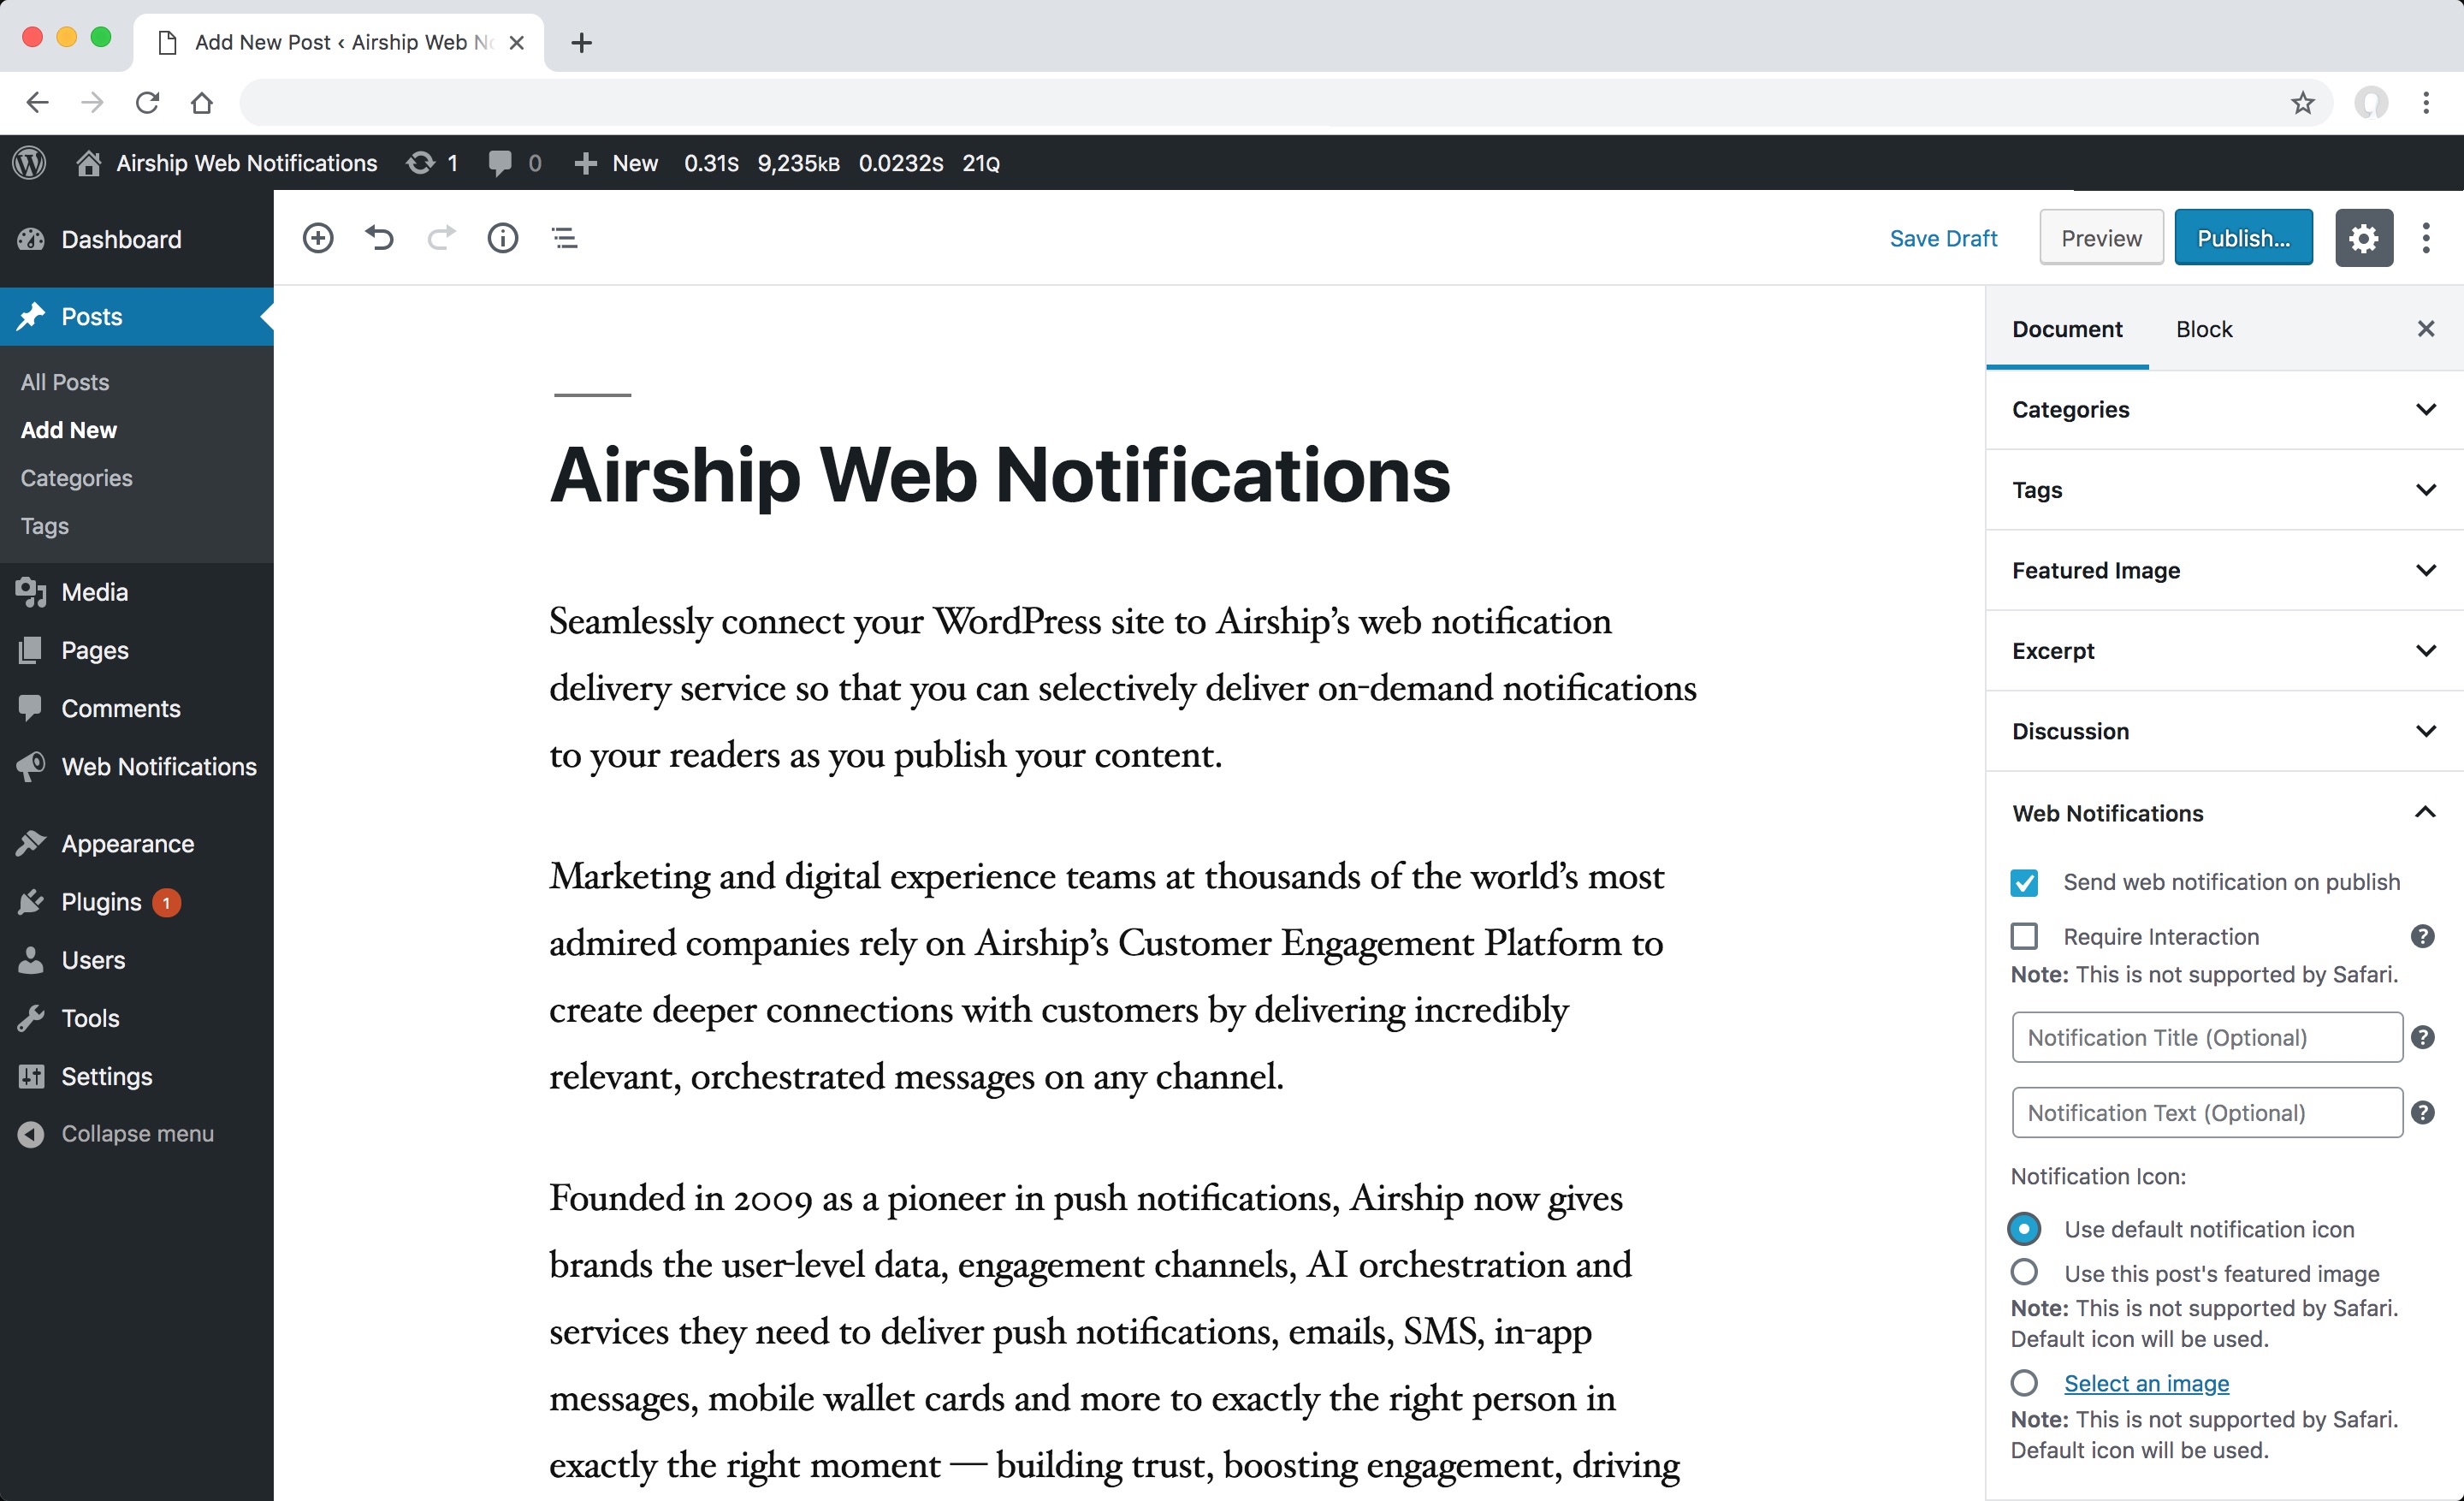 Add New Post ‹ Airship Web No
Airship Web Notifications 1 0 New 0.31S 9,235KB 0.0232S 21Q
Dashboard
Posts
All Posts
Add New
Categories
Tags
Media
Pages
Comments
Web Notifications
Appearance
Plugins 1
Users
Tools
Settings
Collapse menu
Save Draft Preview Publish...
Airship Web Notifications
Seamlessly connect your WordPress site to Airship’s web notification
delivery service so that you can selectively deliver on-demand notifications
to your readers as you publish your content.
Marketing and digital experience teams at thousands of the world’s most
admired companies rely on Airship’s Customer Engagement Platform to
create deeper connections with customers by delivering incredibly
relevant, orchestrated messages on any channel.
Founded in 2009 as a pioneer in push notifications, Airship now gives
brands the user-level data, engagement channels, AI orchestration and
services they need to deliver push notifications, emails, SMS, in-app
messages, mobile wallet cards and more to exactly the right person in
exactly the right moment — building trust, boosting engagement, driving
Document Block
Categories
Tags
Featured Image
Excerpt
Discussion
Web Notifications
Send web notification on publish
Require Interaction ?
Note: This is not supported by Safari.
Notification Title (Optional) ?
Notification Text (Optional) ?
Notification Icon:
Use default notification icon
Use this post's featured image
Note: This is not supported by Safari.
Default icon will be used.
Select an image
Note: This is not supported by Safari.
Default icon will be used.